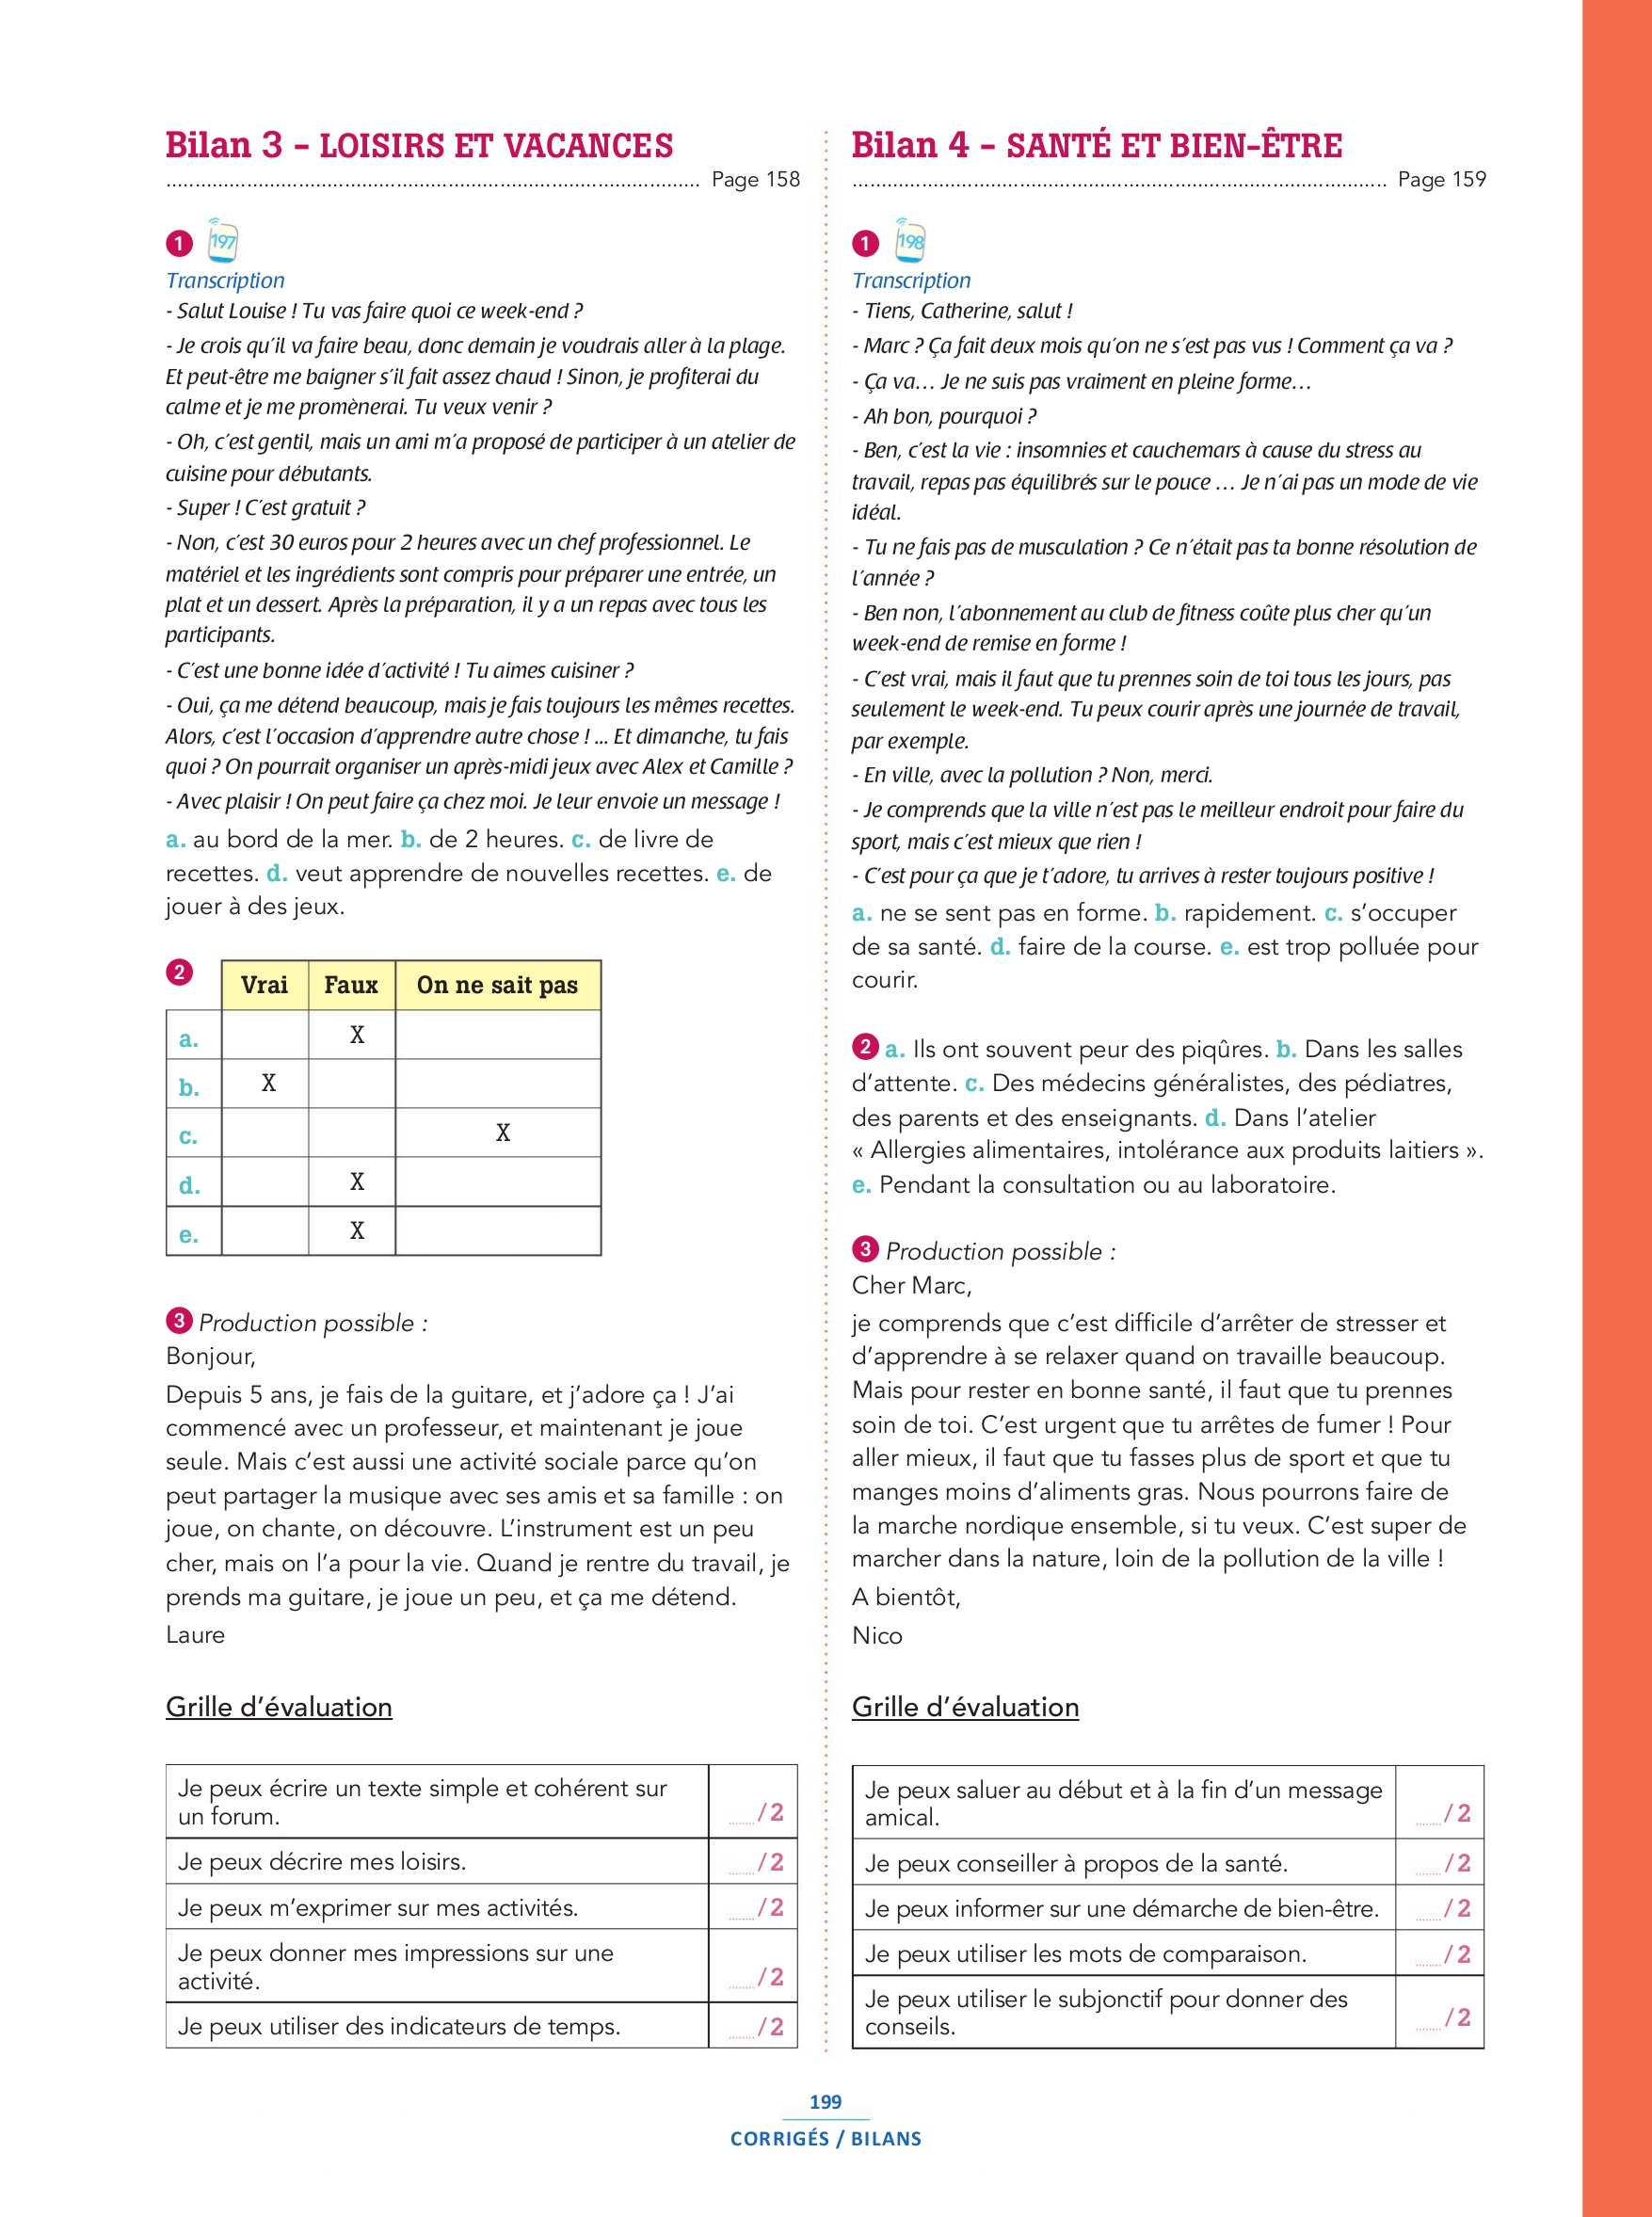 Bilan 3 – LOISIRS ET VACANCES
Page 158
1 197
Transcription
- Salut Louise ! Tu vas faire quoi ce week-end ?
- Je crois qu’il va faire beau, donc demain je voudrais aller à la plage.
Et peut-être me baigner s’il fait assez chaud ! Sinon, je profiterai du
calme et je me promènerai. Tu veux venir ?
- Oh, c’est gentil, mais un ami m’a proposé de participer à un atelier de
cuisine pour débutants.
- Super ! C’est gratuit ?
- Non, c’est 30 euros pour 2 heures avec un chef professionnel. Le
matériel et les ingrédients sont compris pour préparer une entrée, un
plat et un dessert. Après la préparation, il y a un repas avec tous les
participants.
- C’est une bonne idée d’activité ! Tu aimes cuisiner ?
- Oui, ça me détend beaucoup, mais je fais toujours les mêmes recettes.
Alors, c’est l’occasion d’apprendre autre chose ! ... Et dimanche, tu fais
quoi ? On pourrait organiser un après-midi jeux avec Alex et Camille ?
- Avec plaisir ! On peut faire ça chez moi. Je leur envoie un message !
a. au bord de la mer. b. de 2 heures. c. de livre de
recettes. d. veut apprendre de nouvelles recettes. e. de
jouer à des jeux.
2 Vrai Faux On ne sait pas
a. X
b. X
c. X
d. X
e. X
3 Production possible :
Bonjour,
Depuis 5 ans, je fais de la guitare, et j’adore ça ! J’ai
commencé avec un professeur, et maintenant je joue
seule. Mais c’est aussi une activité sociale parce qu’on
peut partager la musique avec ses amis et sa famille : on
joue, on chante, on découvre. L’instrument est un peu
cher, mais on l’a pour la vie. Quand je rentre du travail, je
prends ma guitare, je joue un peu, et ça me détend.
Laure
Grille d’évaluation
Je peux écrire un texte simple et cohérent sur
un forum. ........ / 2
Je peux décrire mes loisirs. ........ / 2
Je peux m’exprimer sur mes activités. ........ / 2
Je peux donner mes impressions sur une
activité. ........ / 2
Je peux utiliser des indicateurs de temps. ........ / 2
Bilan 4 – SANTÉ ET BIEN-ÊTRE
Page 159
1 198
Transcription
- Tiens, Catherine, salut !
- Marc ? Ça fait deux mois qu’on ne s’est pas vus ! Comment ça va ?
- Ça va… Je ne suis pas vraiment en pleine forme…
- Ah bon, pourquoi ?
- Ben, c’est la vie : insomnies et cauchemars à cause du stress au
travail, repas pas équilibrés sur le pouce … Je n’ai pas un mode de vie
idéal.
- Tu ne fais pas de musculation ? Ce n’était pas ta bonne résolution de
l’année ?
- Ben non, l’abonnement au club de fitness coûte plus cher qu’un
week-end de remise en forme !
- C’est vrai, mais il faut que tu prennes soin de toi tous les jours, pas
seulement le week-end. Tu peux courir après une journée de travail,
par exemple.
- En ville, avec la pollution ? Non, merci.
- Je comprends que la ville n’est pas le meilleur endroit pour faire du
sport, mais c’est mieux que rien !
- C’est pour ça que je t’adore, tu arrives à rester toujours positive !
a. ne se sent pas en forme. b. rapidement. c. s’occuper
de sa santé. d. faire de la course. e. est trop polluée pour
courir.
2 a. Ils ont souvent peur des piqûres. b. Dans les salles
d’attente. c. Des médecins généralistes, des pédiatres,
des parents et des enseignants. d. Dans l’atelier
« Allergies alimentaires, intolérance aux produits laitiers ».
e. Pendant la consultation ou au laboratoire.
3 Production possible :
Cher Marc,
je comprends que c’est difficile d’arrêter de stresser et
d’apprendre à se relaxer quand on travaille beaucoup.
Mais pour rester en bonne santé, il faut que tu prennes
soin de toi. C’est urgent que tu arrêtes de fumer ! Pour
aller mieux, il faut que tu fasses plus de sport et que tu
manges moins d’aliments gras. Nous pourrons faire de
la marche nordique ensemble, si tu veux. C’est super de
marcher dans la nature, loin de la pollution de la ville !
A bientôt,
Nico
Grille d’évaluation
Je peux saluer au début et à la fin d’un message
amical. ........ / 2
Je peux conseiller à propos de la santé. ........ / 2
Je peux informer sur une démarche de bien-être. ........ / 2
Je peux utiliser les mots de comparaison. ........ / 2
Je peux utiliser le subjonctif pour donner des
conseils. ........ / 2
199
CORRIGÉS / BILANS